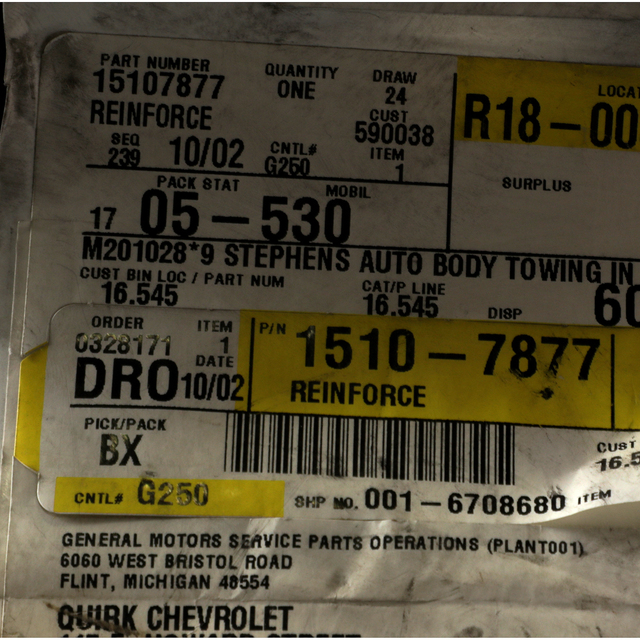 PART NUMBER QUANTITY DRAW LOCAT
15107877 ONE 24 R18-00
REINFORCE CUST 590038
SEQ 239 10/02 CNTL# G250 ITEM 1
SURPLUS
PACK STAT MOBIL
17 05-530
M201028*9 STEPHENS AUTO BODY TOWING IN
CUST BIN LOC / PART NUM CAT/P LINE DISP
16.545 16.545 60
ORDER ITEM P/N 1510-7877
0328171 1
DATE
DRO 10/02 REINFORCE
PICK/PACK
BX CUST
16.5
CNTL# G250 SHP NO. 001-6708680 ITEM
GENERAL MOTORS SERVICE PARTS OPERATIONS (PLANT001)
6060 WEST BRISTOL ROAD
FLINT, MICHIGAN 48554
QUIRK CHEVROLET